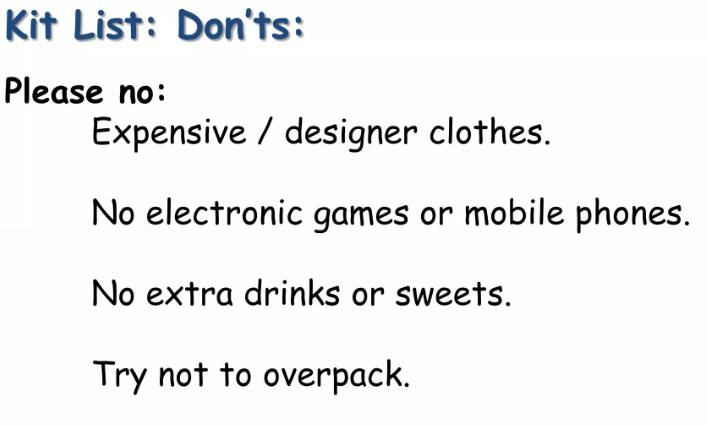 Kit List: Don'ts:
Please no:
Expensive / designer clothes.
No electronic games or mobile phones.
No extra drinks or sweets.
Try not to overpack.